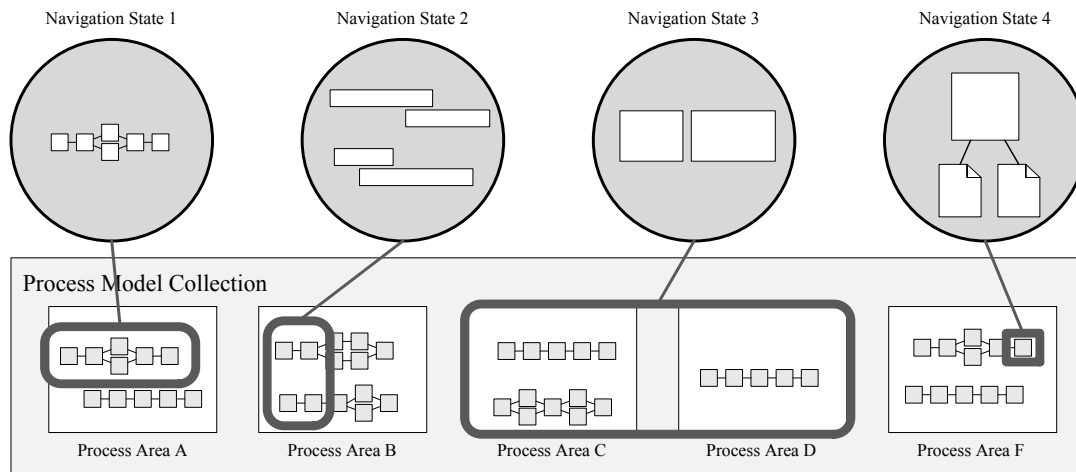 Navigation State 1
Navigation State 2
Navigation State 3
Navigation State 4
Process Model Collection
Process Area A
Process Area B
Process Area C
Process Area D
Process Area F